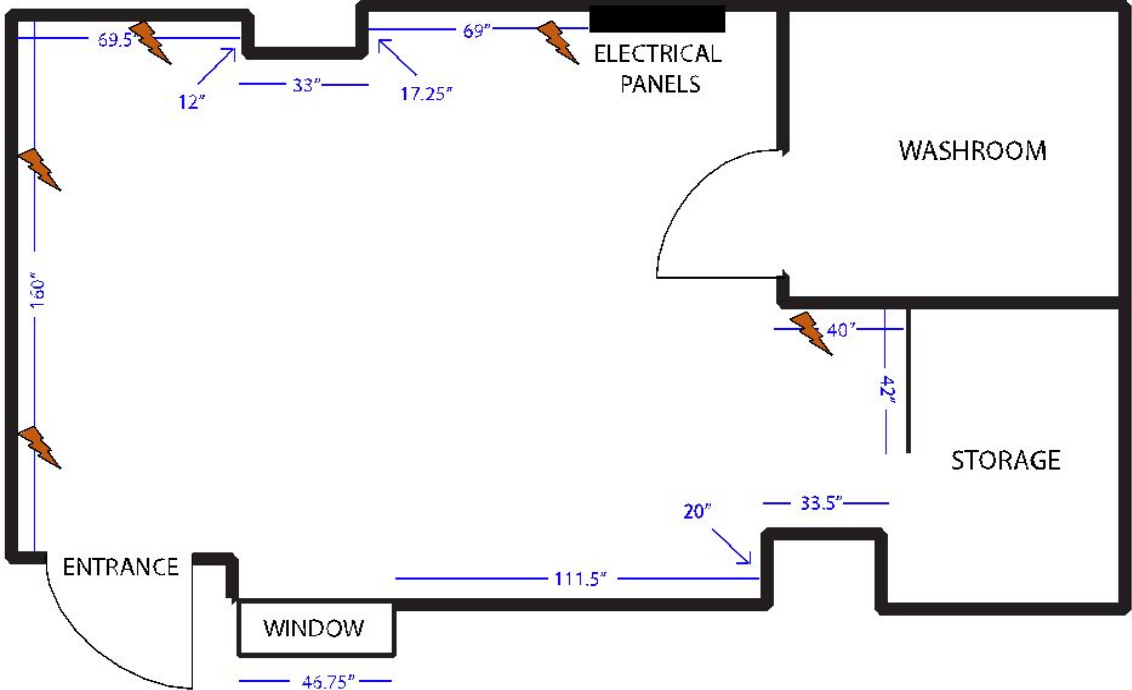 69.5"
69"
ELECTRICAL
PANELS
12"
33"
17.25"
WASHROOM
160"
40"
42"
STORAGE
33.5"
20"
ENTRANCE
111.5"
WINDOW
46.75"